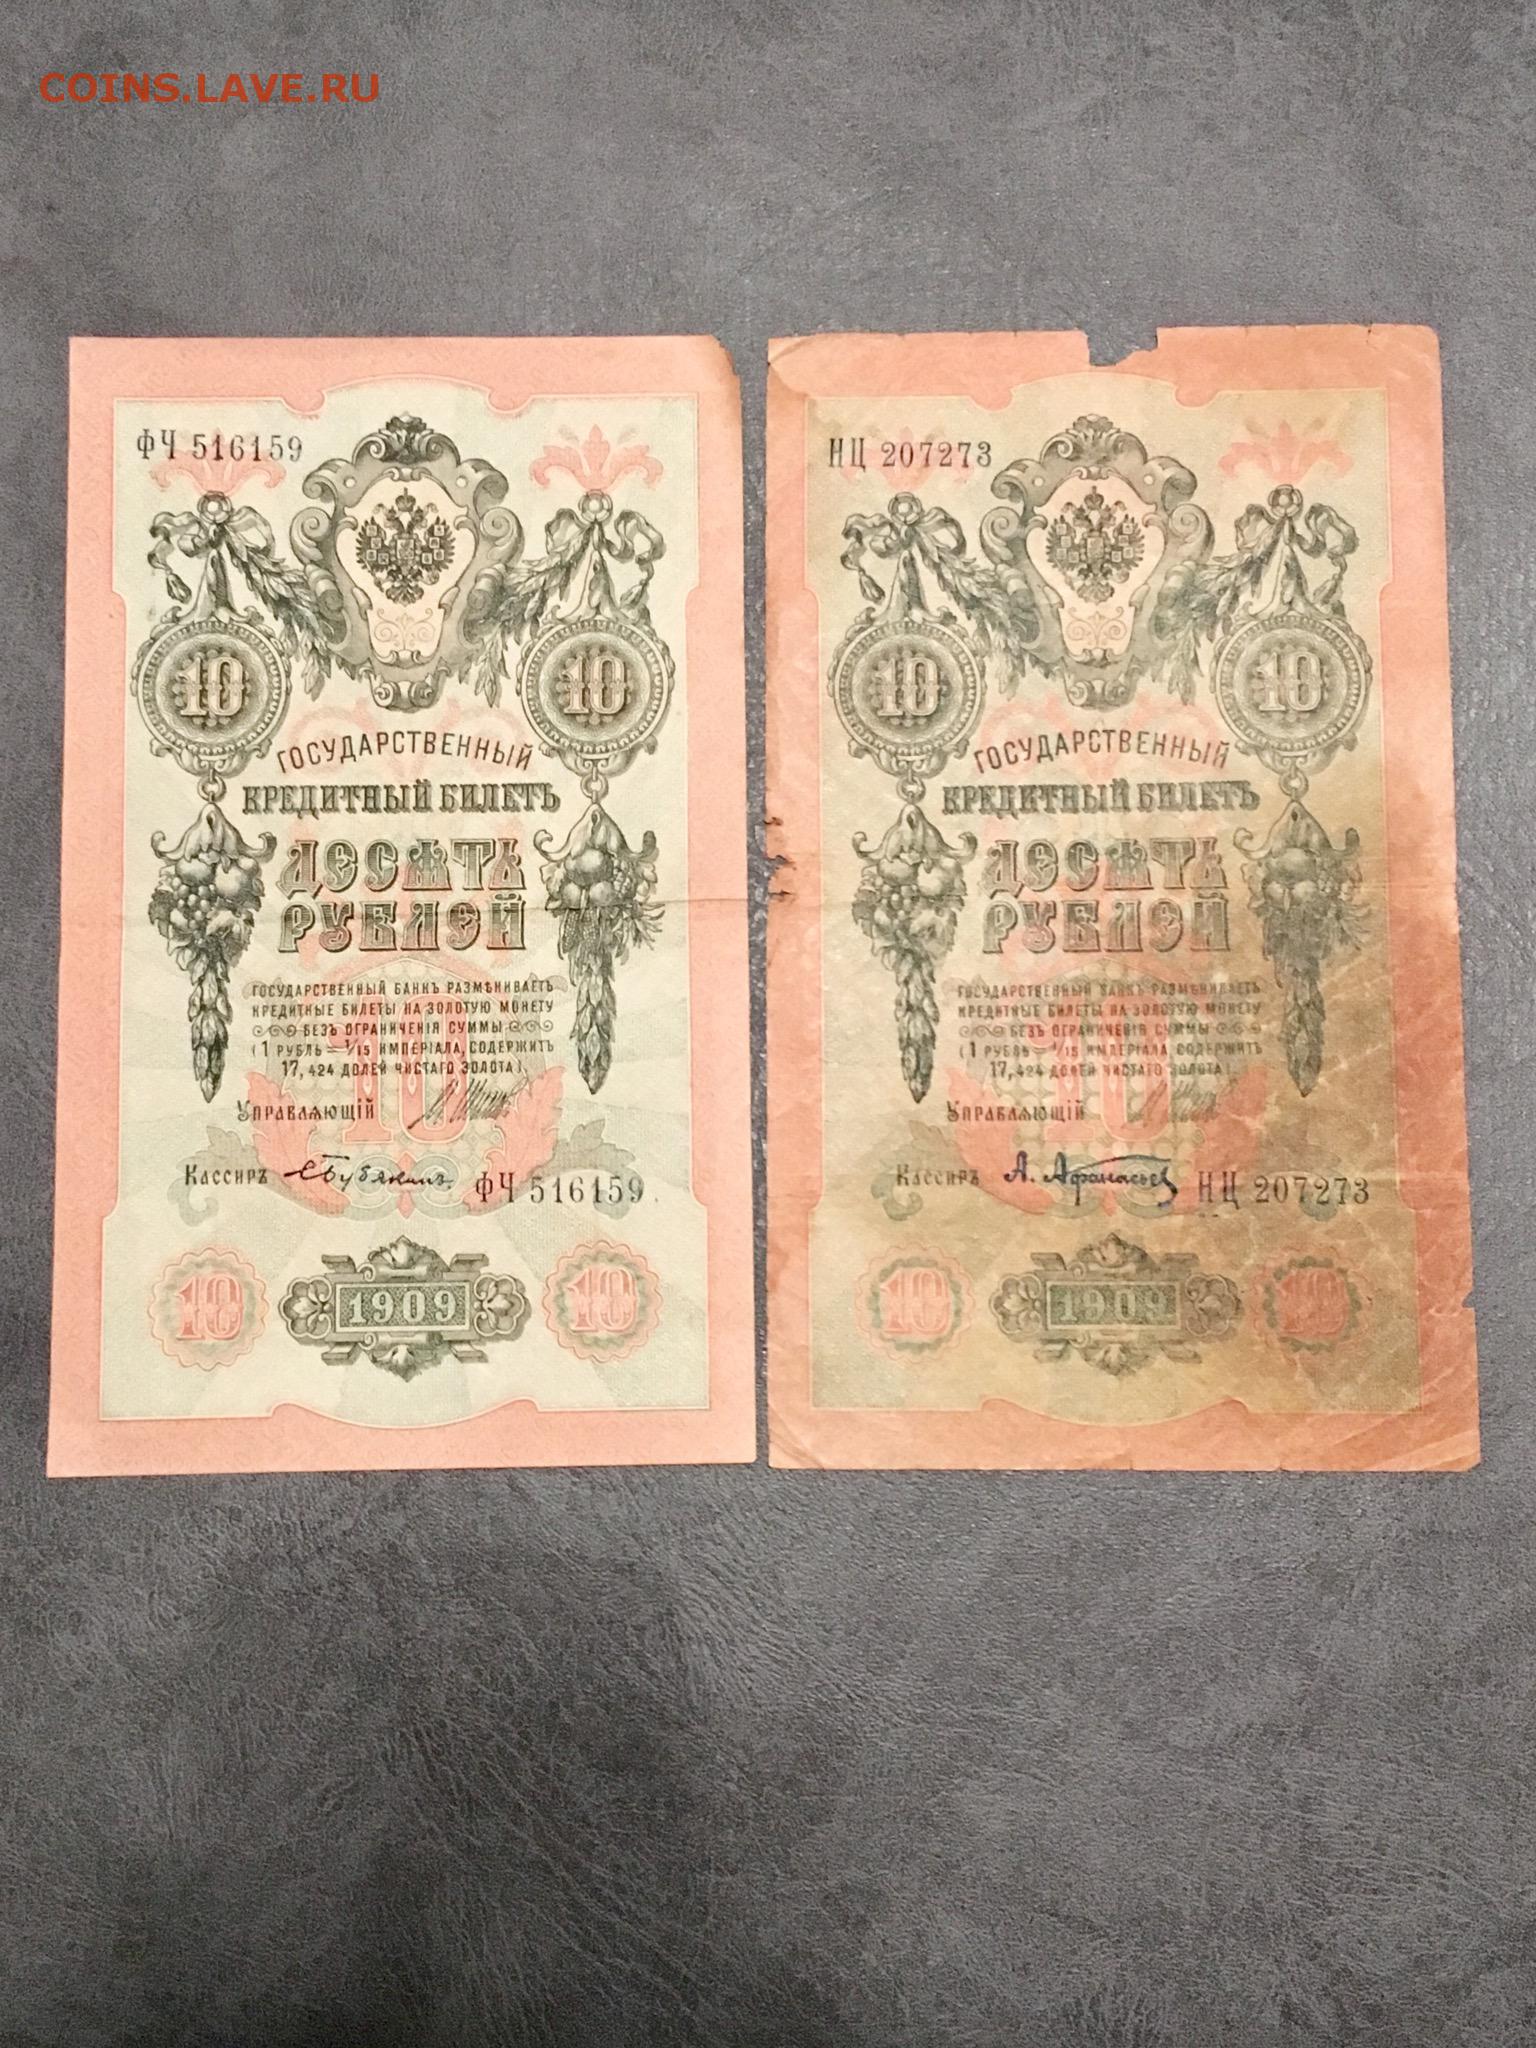 COINS.LAVE.RU
ФЧ 516159
10 10
ГОСУДАРСТВЕННЫЙ
КРЕДИТНЫЙ БИЛЕТЪ
ДЕСЯТЬ
РУБЛЕЙ
ГОСУДАРСТВЕННЫЙ БАНКЪ РАЗМѢНИВАЕТЪ
КРЕДИТНЫЕ БИЛЕТЫ НА ЗОЛОТУЮ МОНЕТУ
БЕЗЪ ОГРАНИЧЕНІЯ СУММЫ
(1 РУБЛЬ = 1/15 ИМПЕРІАЛА, СОДЕРЖИТЪ
17,424 ДОЛЕЙ ЧИСТАГО ЗОЛОТА).
10
УПРАВЛЯЮЩІЙ
КАССИРЪ
ФЧ 516159
10 1909 10
НЦ 207273
10 10
ГОСУДАРСТВЕННЫЙ
КРЕДИТНЫЙ БИЛЕТЪ
ДЕСЯТЬ
РУБЛЕЙ
ГОСУДАРСТВЕННЫЙ БАНКЪ РАЗМѢНИВАЕТЪ
КРЕДИТНЫЕ БИЛЕТЫ НА ЗОЛОТУЮ МОНЕТУ
БЕЗЪ ОГРАНИЧЕНІЯ СУММЫ
(1 РУБЛЬ = 1/15 ИМПЕРІАЛА, СОДЕРЖИТЪ
17,424 ДОЛЕЙ ЧИСТАГО ЗОЛОТА).
10
УПРАВЛЯЮЩІЙ
КАССИРЪ А. Афанасьев
НЦ 207273
10 1909 10